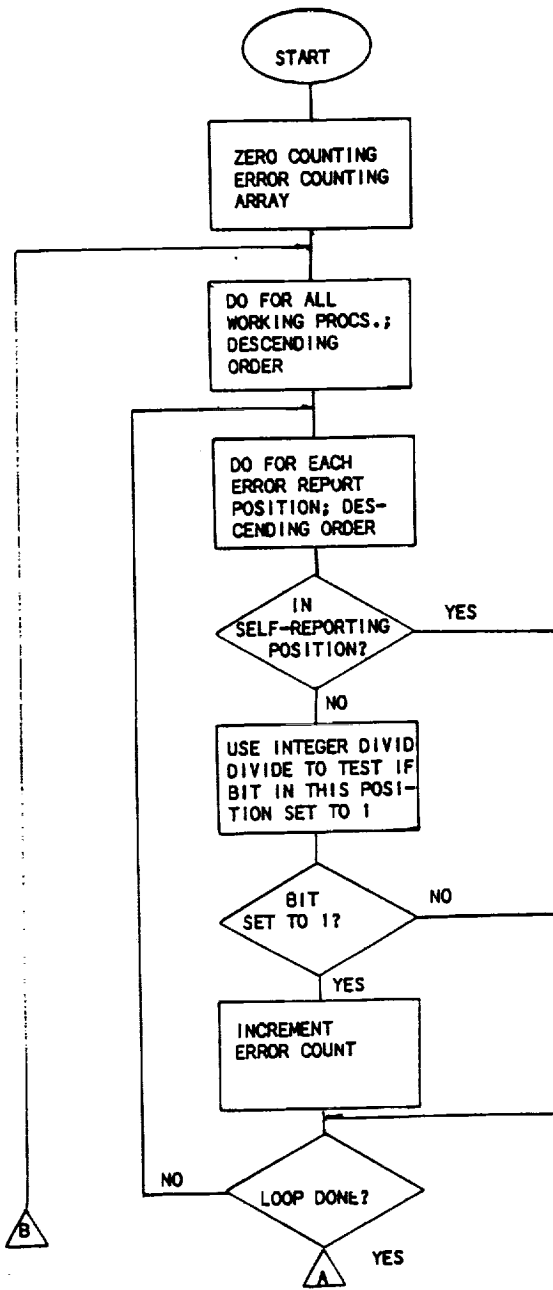 START
ZERO COUNTING
ERROR COUNTING
ARRAY
DO FOR ALL
WORKING PROCS.;
DESCENDING
ORDER
DO FOR EACH
ERROR REPORT
POSITION; DES-
CENDING ORDER
IN
SELF-REPORTING
POSITION?
YES
NO
USE INTEGER DIVID
DIVIDE TO TEST IF
BIT IN THIS POSI-
TION SET TO 1
BIT
SET TO 1?
NO
YES
INCREMENT
ERROR COUNT
NO
LOOP DONE?
B
YES
A